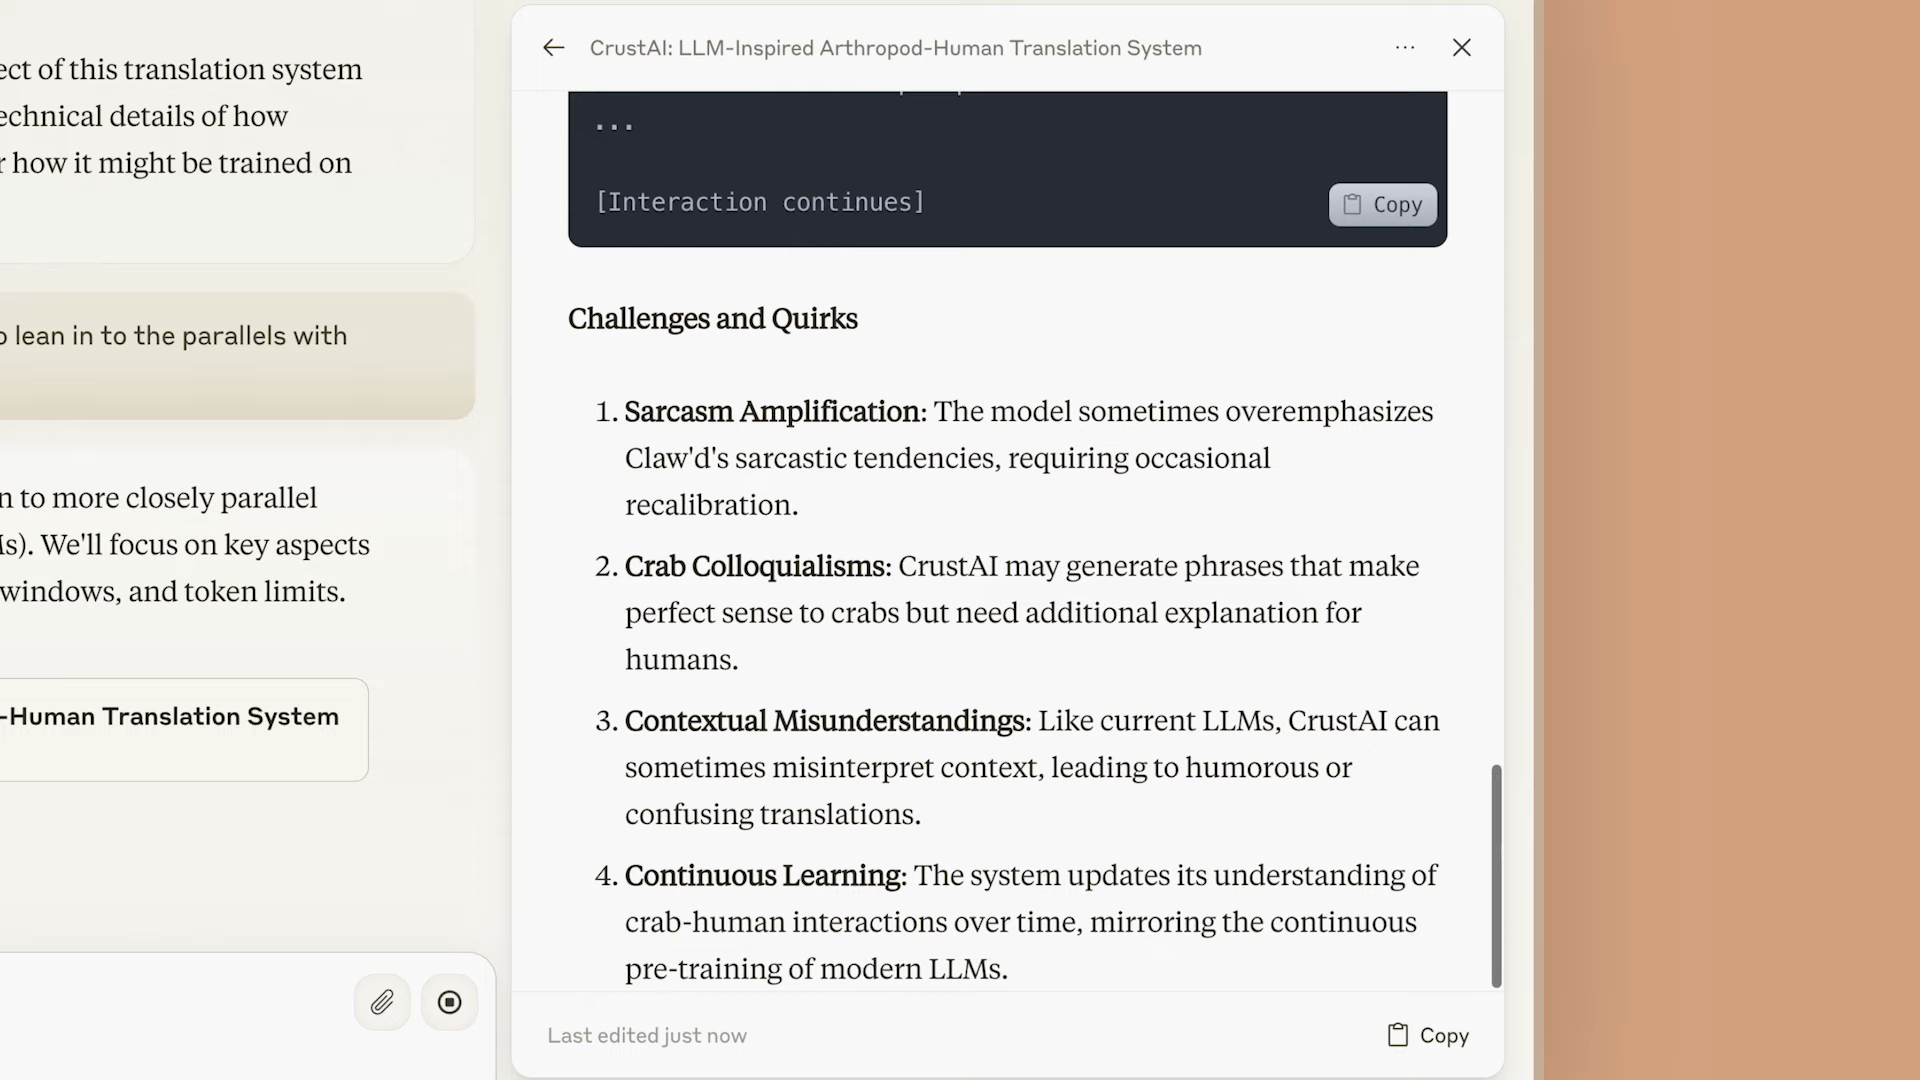 ect of this translation system
echnical details of how
r how it might be trained on
o lean in to the parallels with
n to more closely parallel
s). We'll focus on key aspects
windows, and token limits.
-Human Translation System
CrustAI: LLM-Inspired Arthropod-Human Translation System
...
[Interaction continues]
Copy
Challenges and Quirks
1. Sarcasm Amplification: The model sometimes overemphasizes
Claw'd's sarcastic tendencies, requiring occasional
recalibration.
2. Crab Colloquialisms: CrustAI may generate phrases that make
perfect sense to crabs but need additional explanation for
humans.
3. Contextual Misunderstandings: Like current LLMs, CrustAI can
sometimes misinterpret context, leading to humorous or
confusing translations.
4. Continuous Learning: The system updates its understanding of
crab-human interactions over time, mirroring the continuous
pre-training of modern LLMs.
Last edited just now
Copy